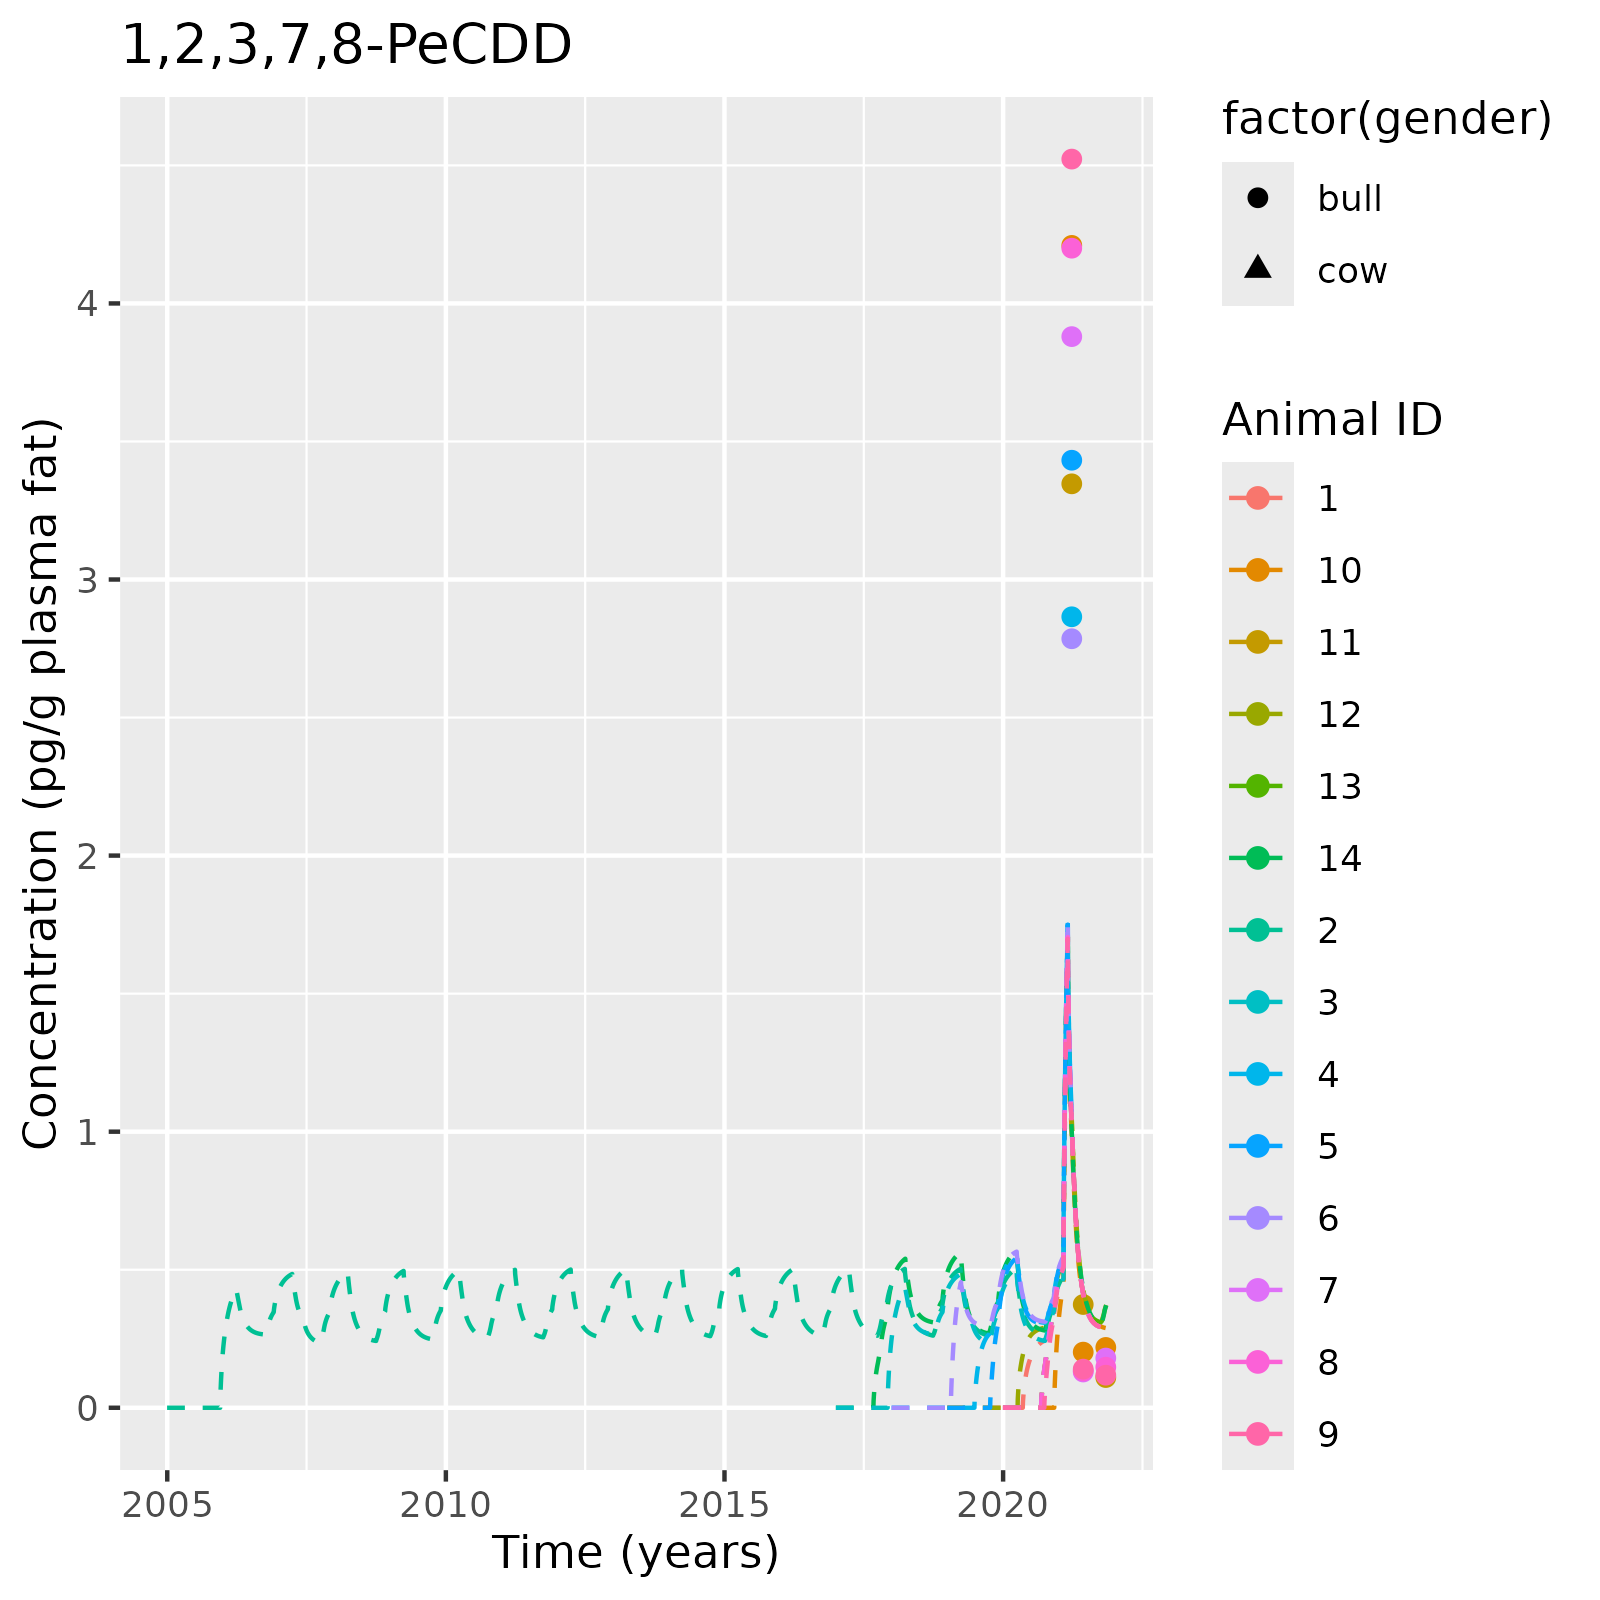 1,2,3,7,8-PeCDD
Concentration (pg/g plasma fat)
4
3
2
1
0
2005 2010 2015 2020
Time (years)
factor(gender)
bull
cow
Animal ID
1
10
11
12
13
14
2
3
4
5
6
7
8
9